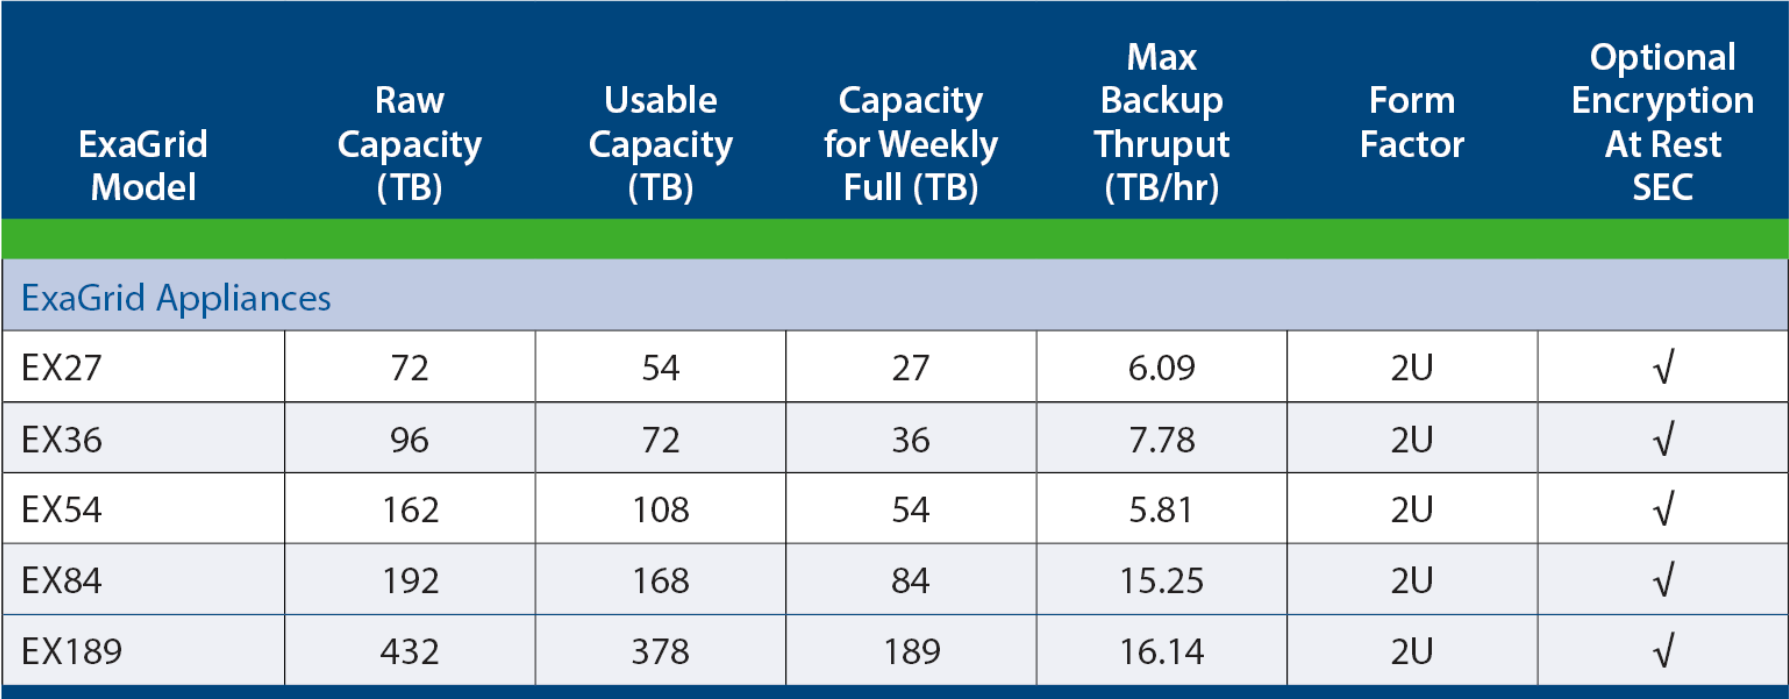 ExaGrid Model Raw Capacity (TB) Usable Capacity (TB) Capacity for Weekly Full (TB) Max Backup Thruput (TB/hr) Form Factor Optional Encryption At Rest SEC
ExaGrid Appliances
EX27 72 54 27 6.09 2U √
EX36 96 72 36 7.78 2U √
EX54 162 108 54 5.81 2U √
EX84 192 168 84 15.25 2U √
EX189 432 378 189 16.14 2U √